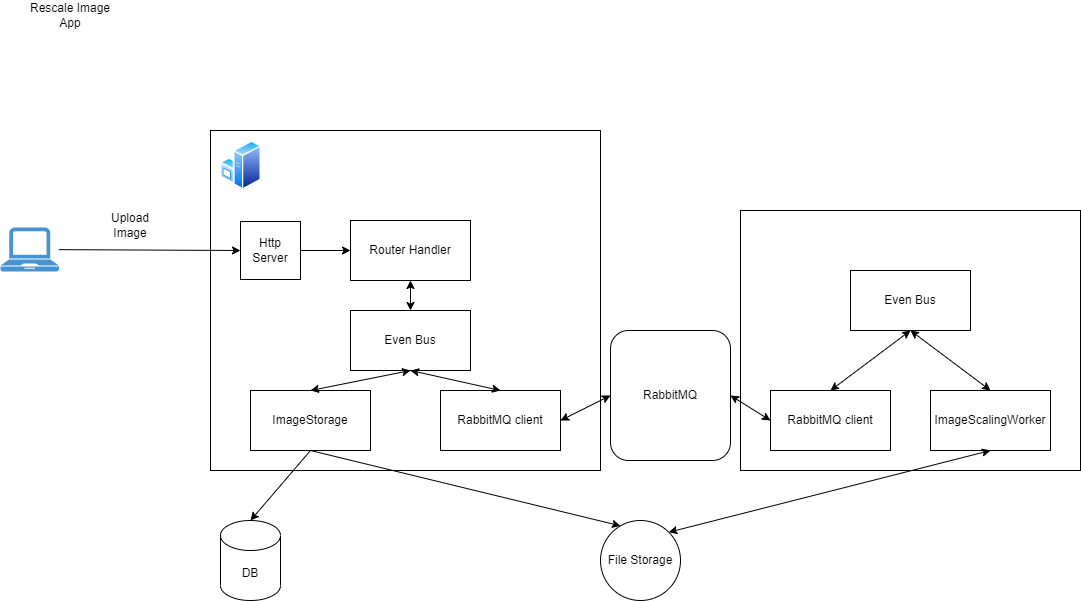 Rescale Image
App
Upload
Image
Http
Server
Router Handler
Even Bus
ImageStorage
RabbitMQ client
RabbitMQ
Even Bus
RabbitMQ client
ImageScalingWorker
DB
File Storage